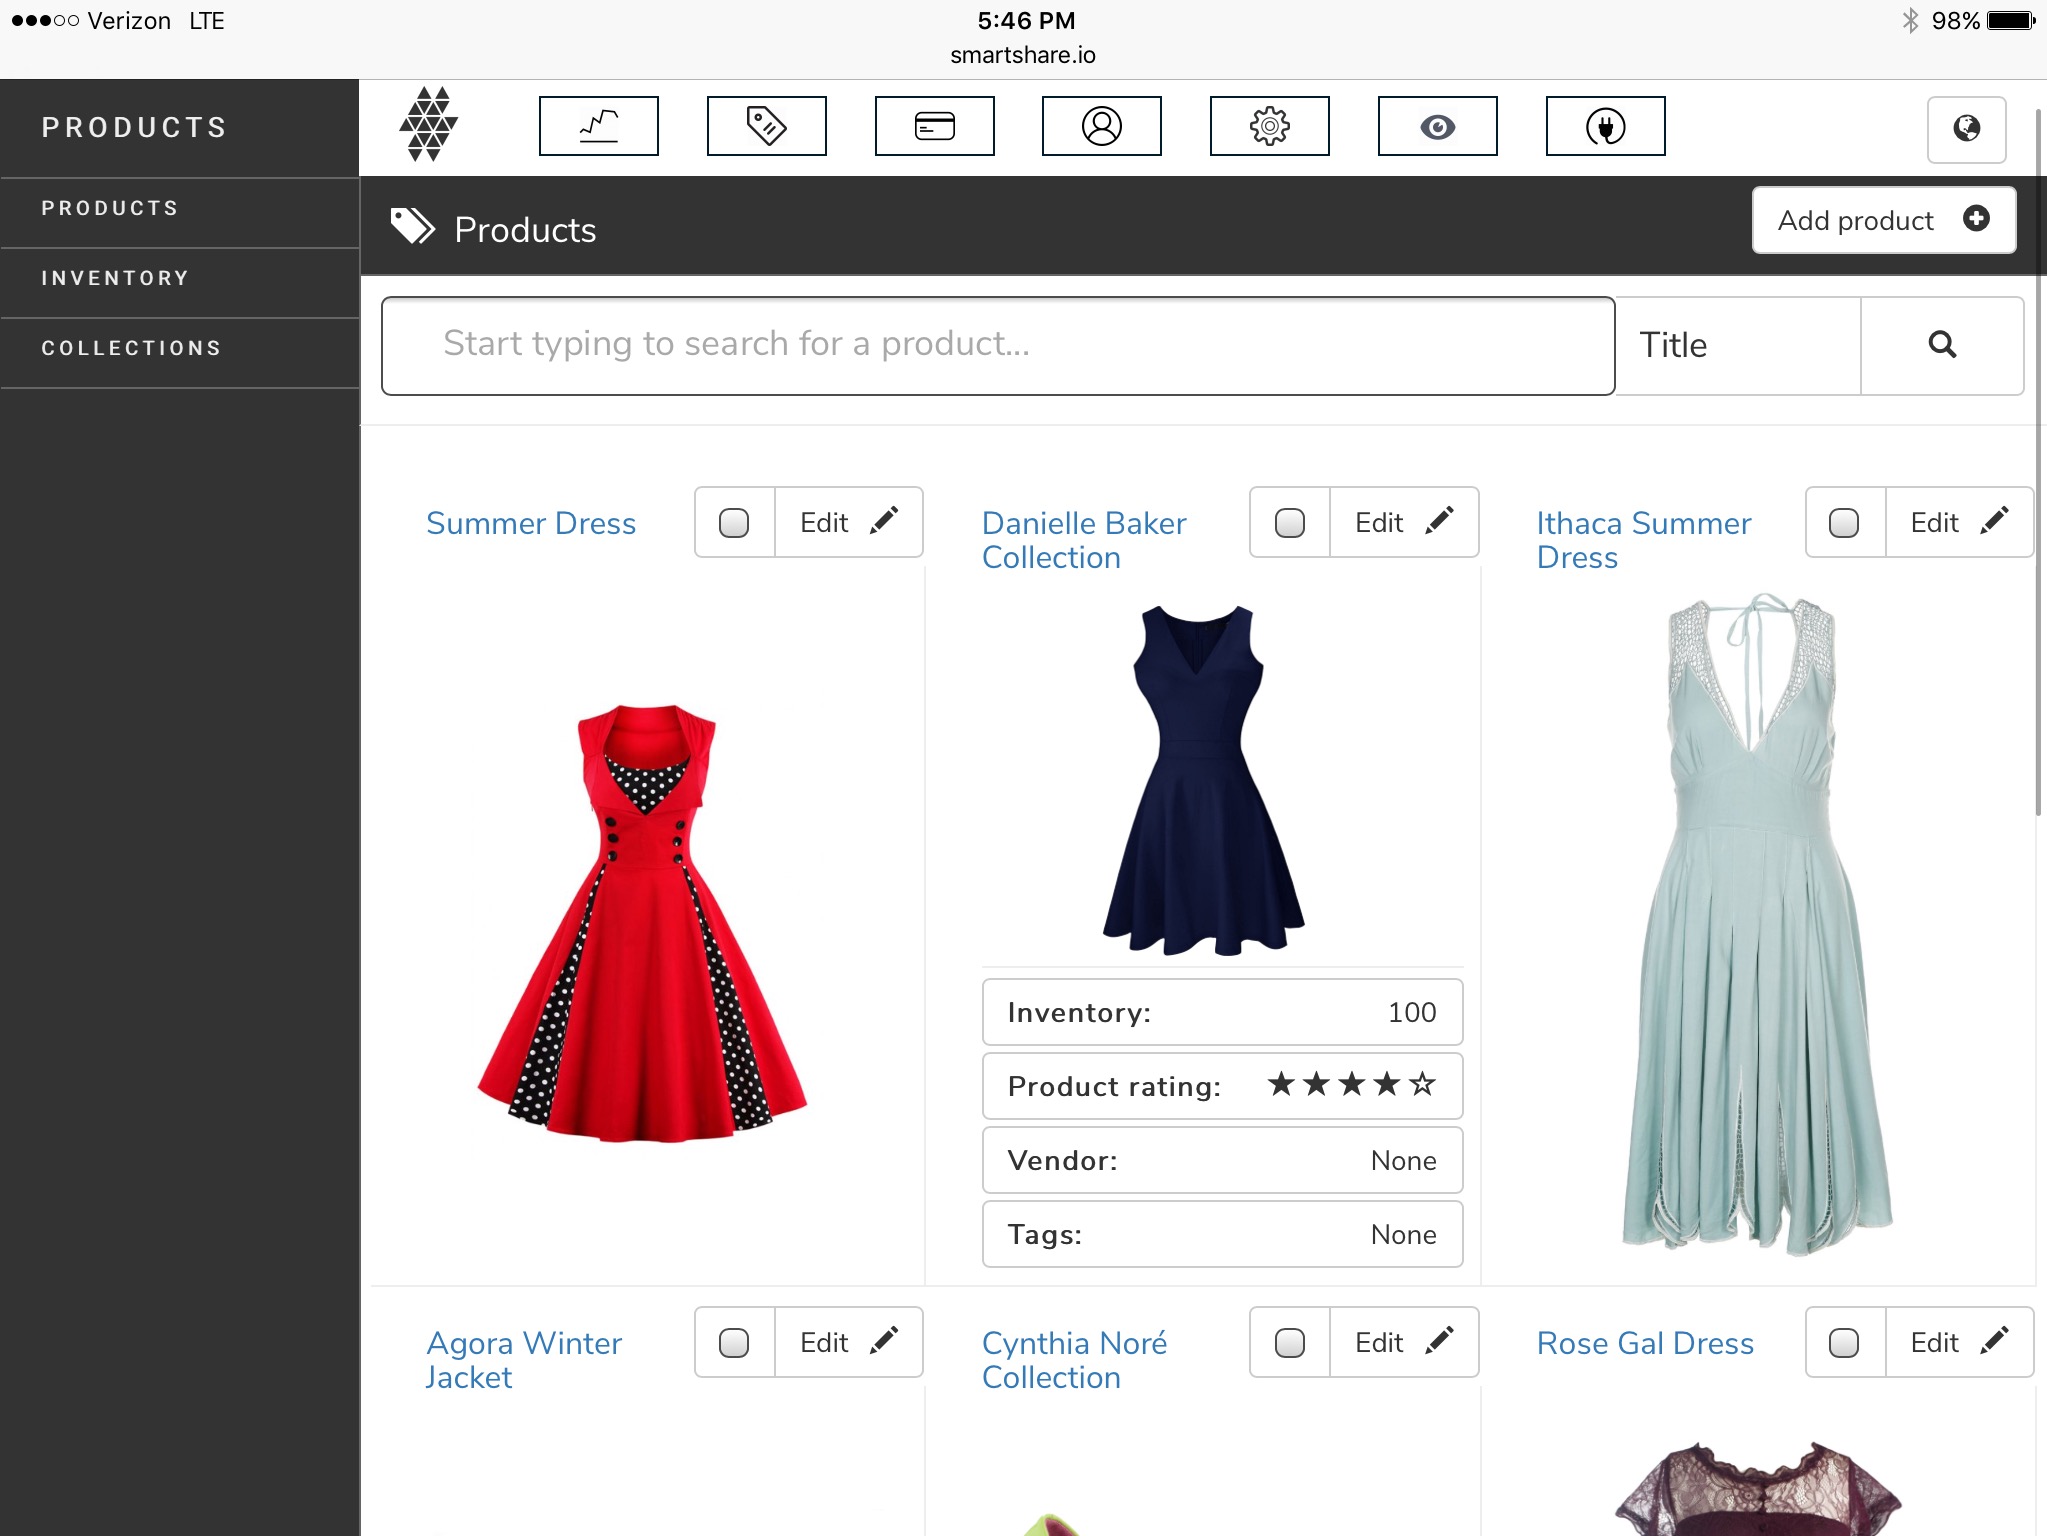 Verizon LTE
5:46 PM
98%
smartshare.io
PRODUCTS
PRODUCTS
INVENTORY
COLLECTIONS
Products
Add product
Start typing to search for a product...
Title
Summer Dress
Edit
Danielle Baker
Collection
Edit
Ithaca Summer
Dress
Edit
Inventory: 100
Product rating:
Vendor: None
Tags: None
Agora Winter
Jacket
Edit
Cynthia Noré
Collection
Edit
Rose Gal Dress
Edit